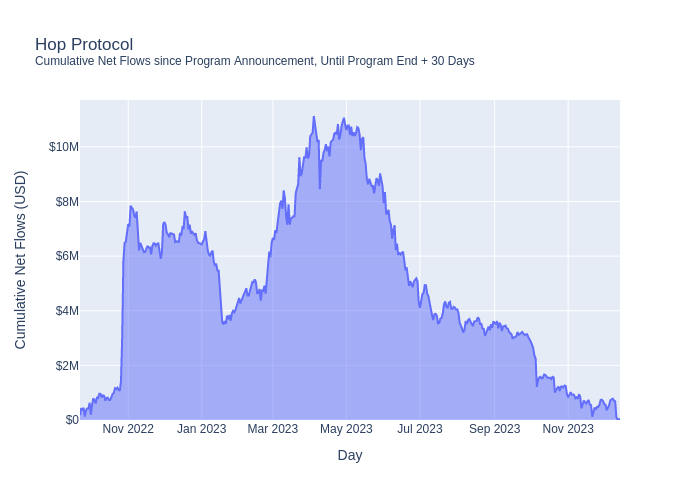 Hop Protocol
Cumulative Net Flows since Program Announcement, Until Program End + 30 Days
Cumulative Net Flows (USD)
$10M
$8M
$6M
$4M
$2M
$0
Nov 2022 Jan 2023 Mar 2023 May 2023 Jul 2023 Sep 2023 Nov 2023
Day